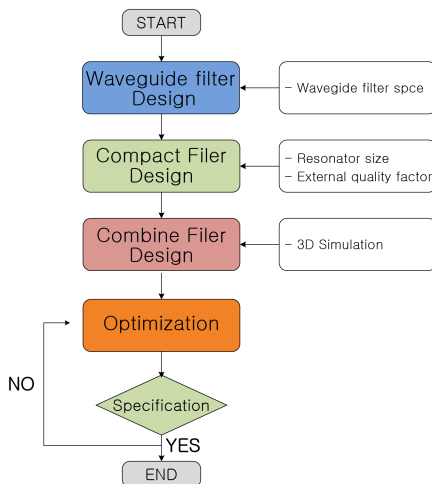 START
Waveguide filter
Design
- Wavegide filter spce
Compact Filer
Design
- Resonator size
- External quality factor
Combine Filer
Design
- 3D Simulation
Optimization
NO
Specification
YES
END